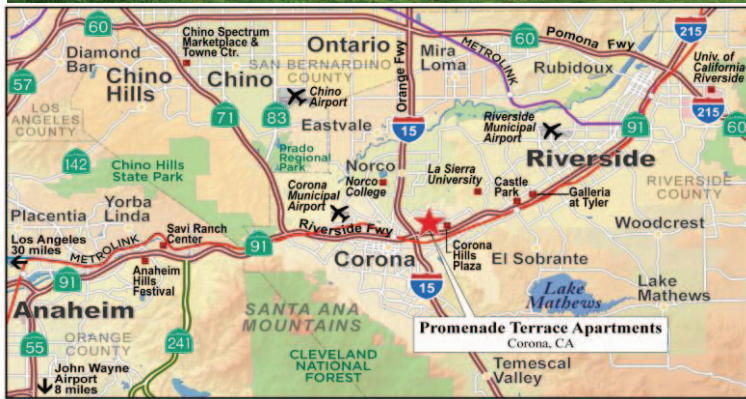 60
Diamond
Bar
57
Chino
Hills
LOS
ANGELES
COUNTY
Chino Spectrum
Marketplace &
Towne Ctr.
Ontario
SAN BERNARDINO
COUNTY
Chino
Chino
Airport
71
83
Eastvale
Prado
Regional
Park
Orange Fwy
15
Mira
Loma
METROLINK
60
Pomona Fwy
215
Rubidoux
Univ. of
California
Riverside
215
60
91
Riverside
Municipal
Airport
Riverside
RIVERSIDE
COUNTY
142
Chino Hills
State Park
Norco
Norco
College
La Sierra
University
Castle
Park
Galleria
at Tyler
Corona
Municipal
Airport
Placentia
Yorba
Linda
Savi Ranch
Center
91
Riverside Fwy
Corona
Corona
Hills
Plaza
Woodcrest
El Sobrante
Los Angeles
30 miles
METROLINK
91
Anaheim
Hills
Festival
Anaheim
15
Lake
Mathews
Lake
Mathews
SANTA ANA
MOUNTAINS
Promenade Terrace Apartments
Corona, CA
ORANGE
COUNTY
55
241
CLEVELAND
NATIONAL
FOREST
Temescal
Valley
John Wayne
Airport
8 miles